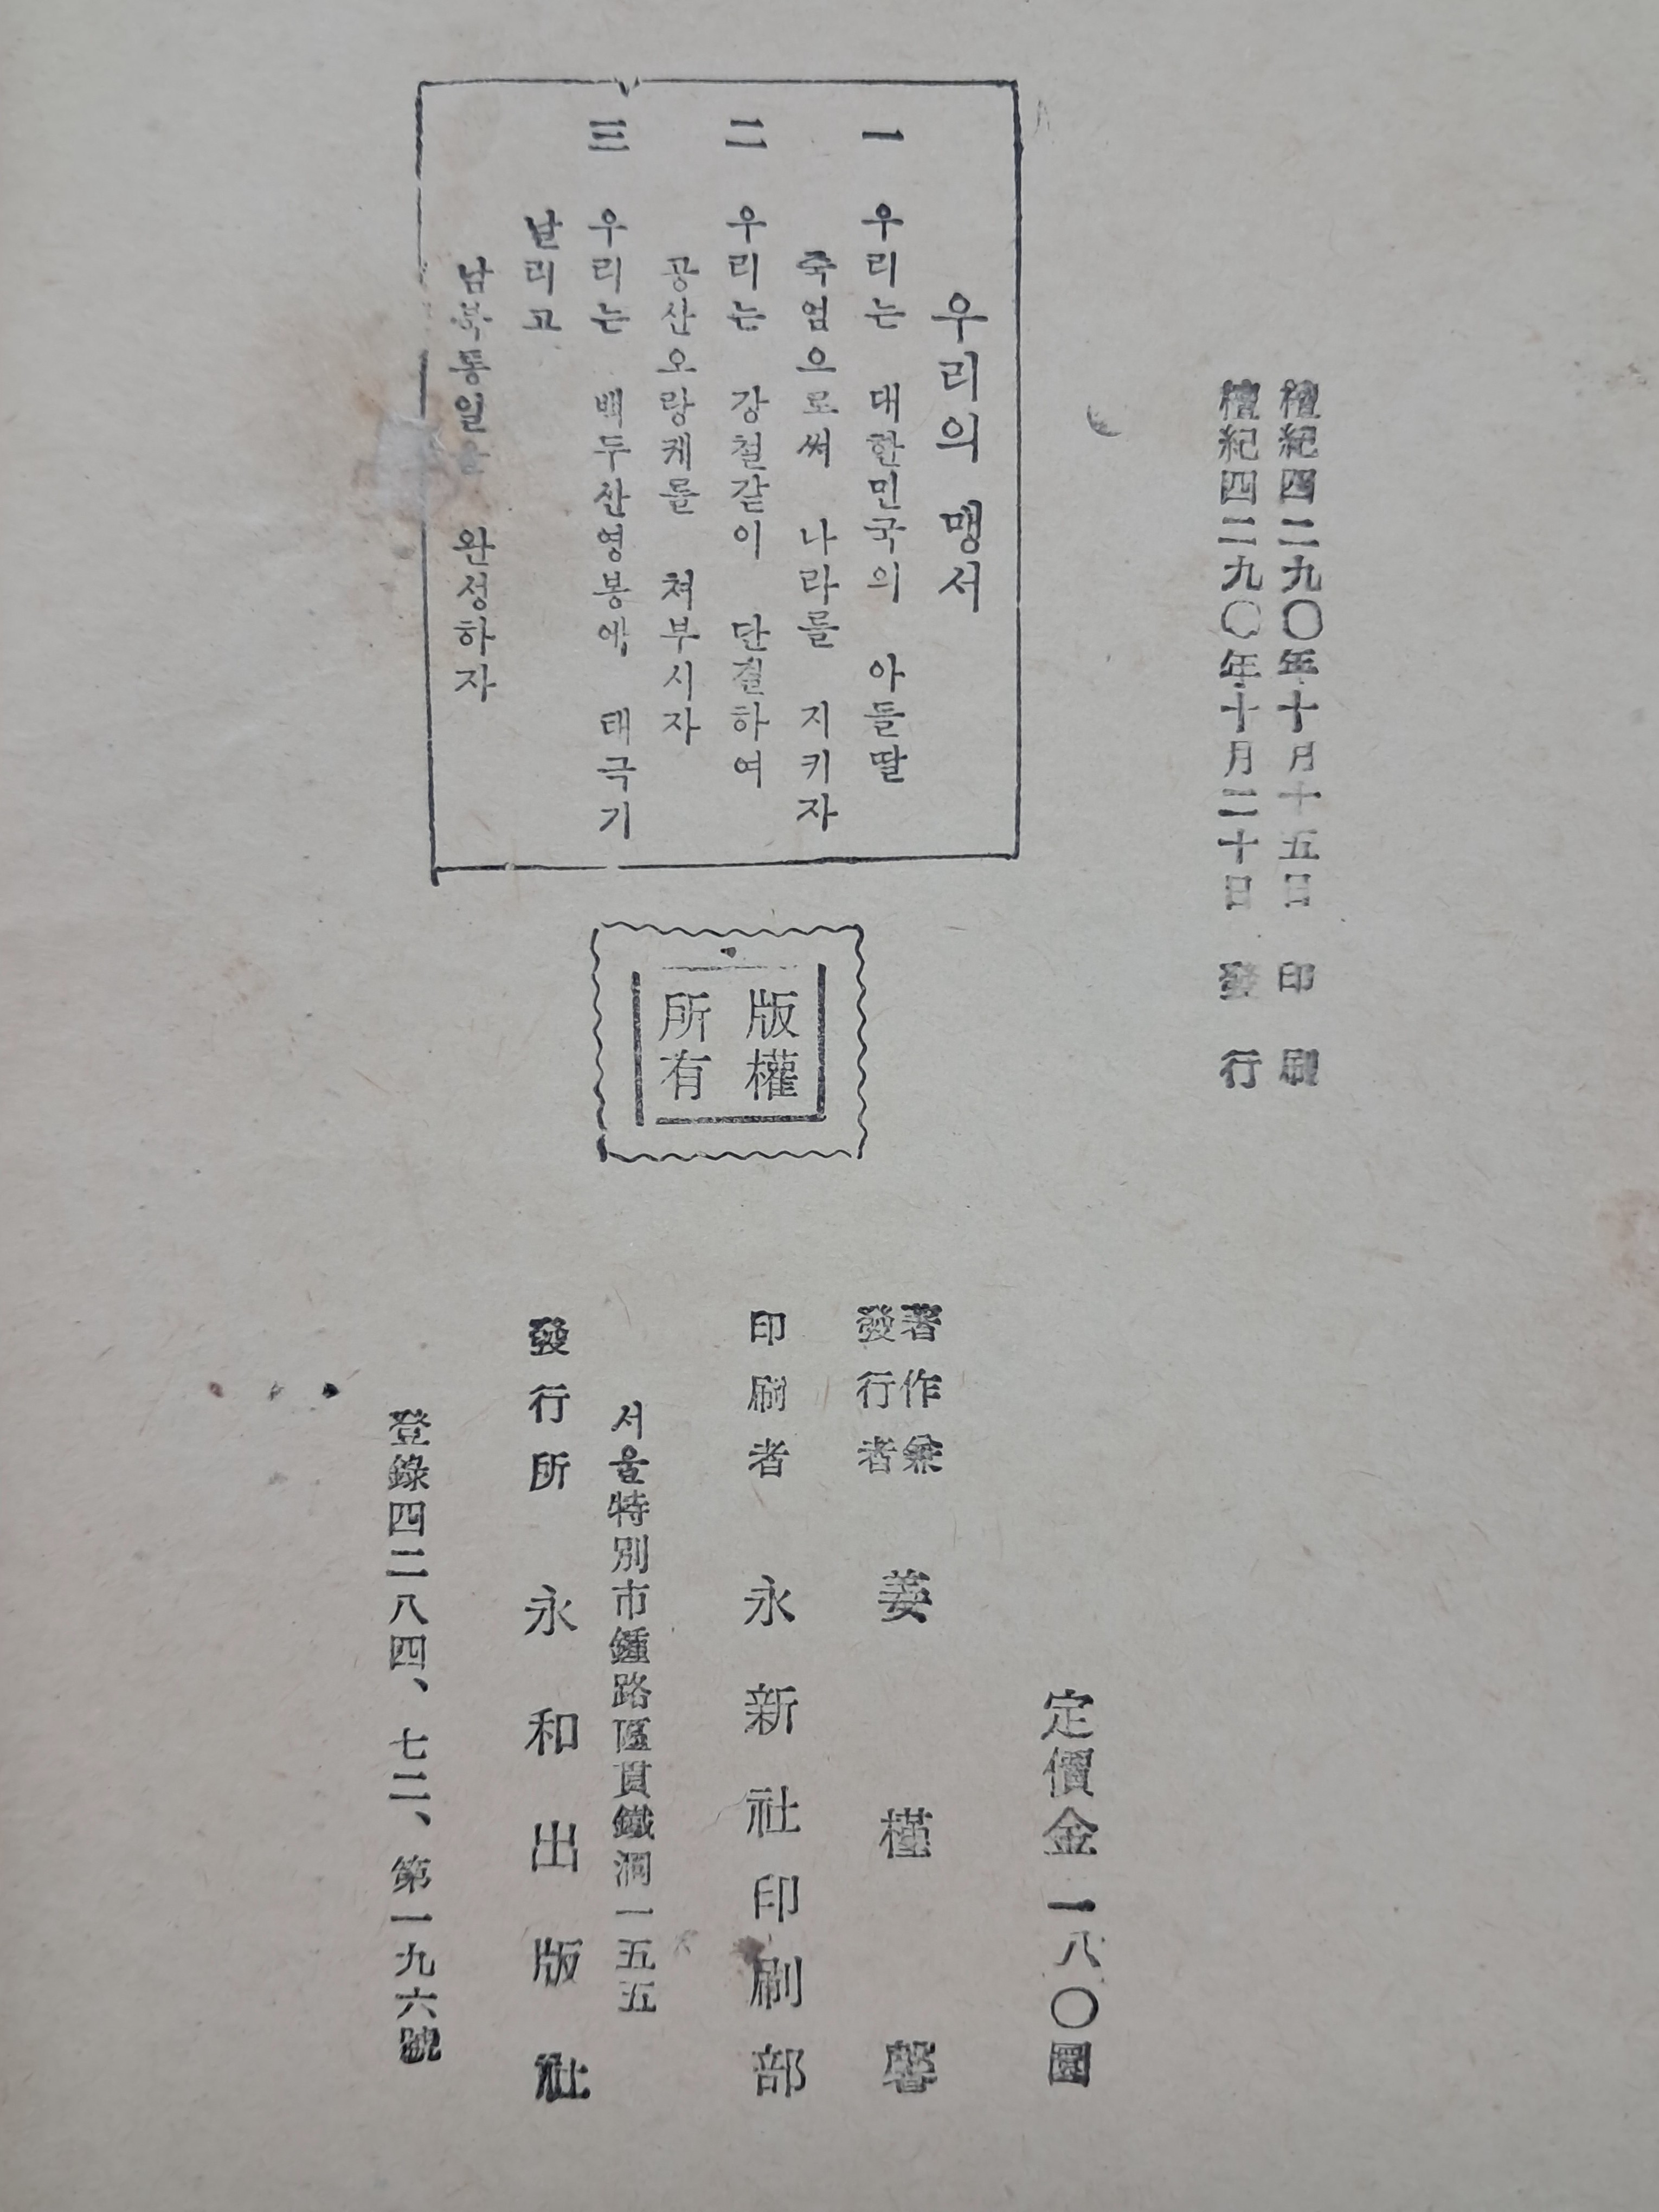 檀紀四二九〇年十月十五日 印刷
檀紀四二九〇年十月二十日 發行
우리의 맹서
一 우리는 대한민국의 아들딸
죽엄으로써 나라를 지키자
二 우리는 강철같이 단결하여
공산오랑케를 쳐부시자
三 우리는 백두산영봉에 태극기
날리고
남북통일을 완성하자
版權
所有
定價金一八〇圜
著作兼
發行者 姜槿馨
印刷者 永新社印刷部
서울特別市鍾路區貫鐵洞一五五
發行所 永和出版社
登錄四二八四、七二、第一九六號